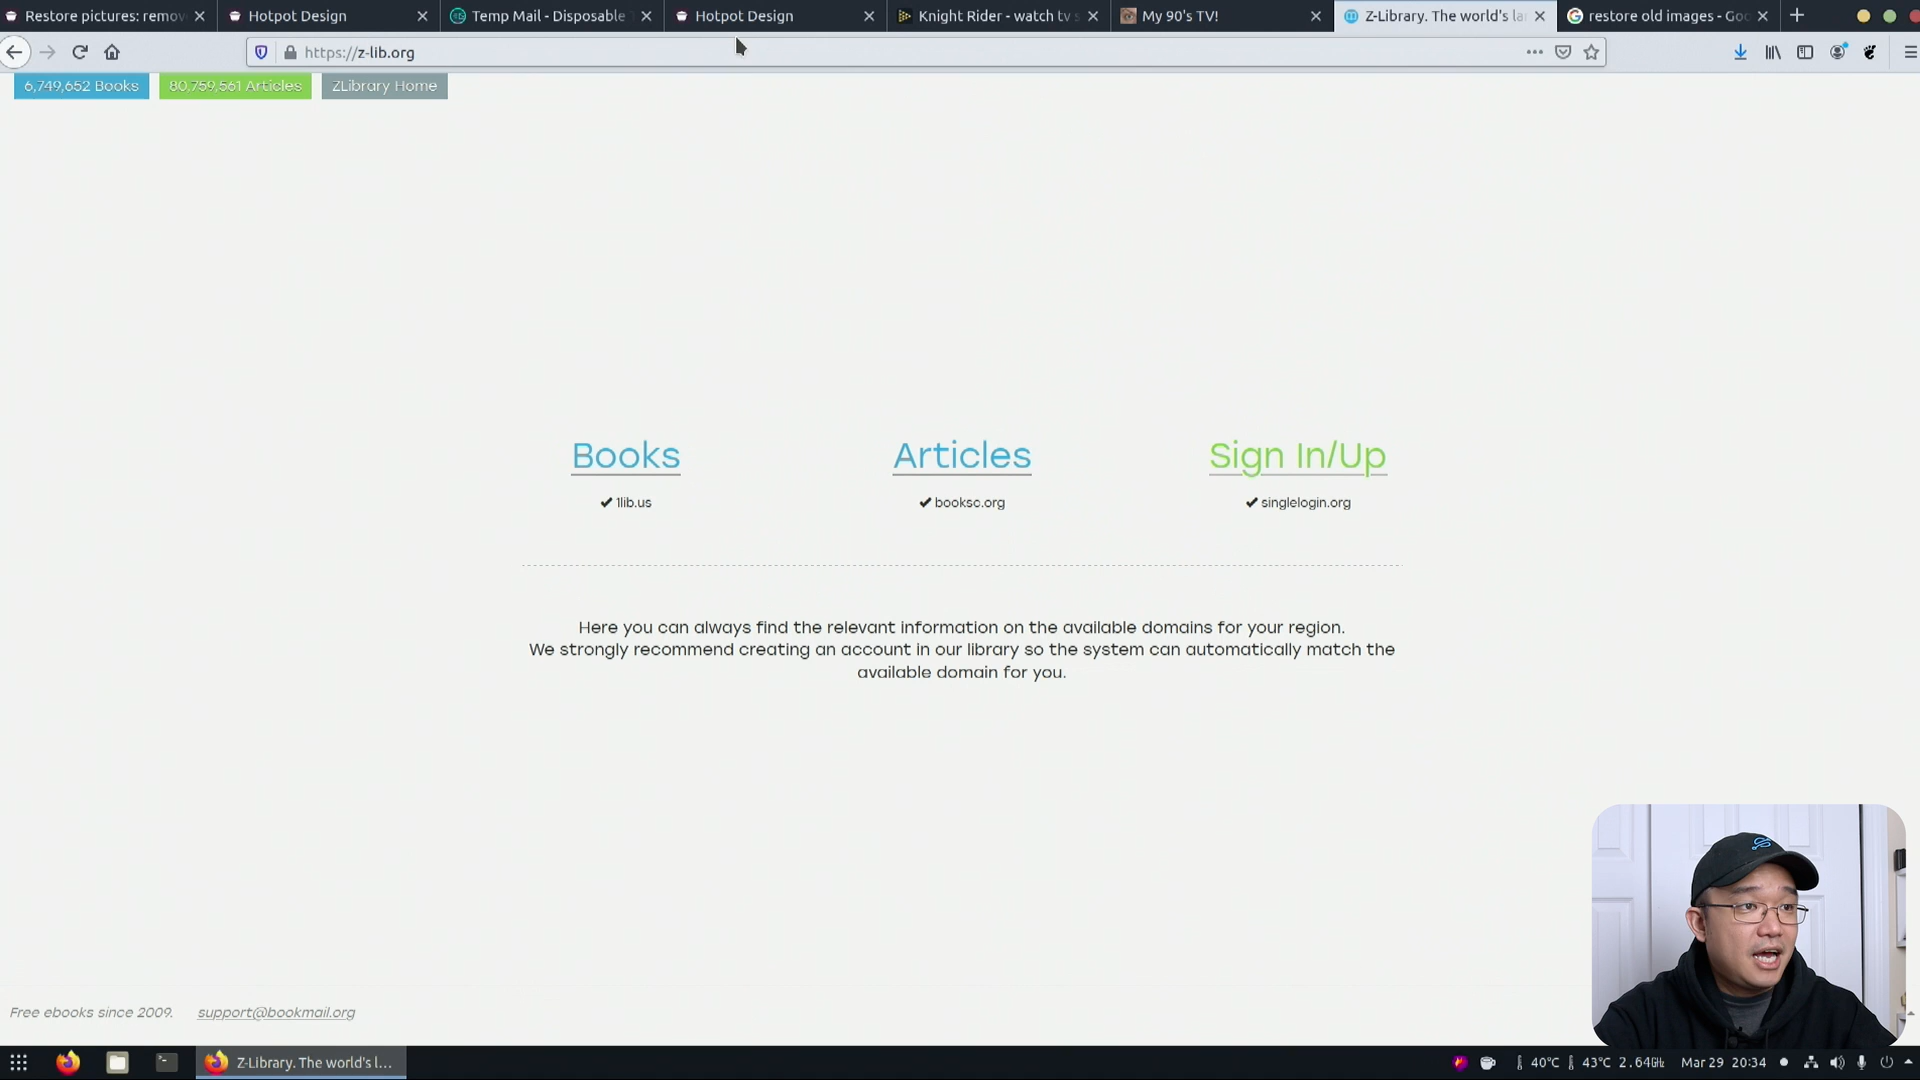 Restore pictures: remov
Hotpot Design
Temp Mail - Disposable
Hotpot Design
Knight Rider - watch tv s
My 90's TV!
Z-Library. The world's la
restore old images - Goo
https://z-lib.org
6,749,652 Books
80,759,561 Articles
ZLibrary Home
Books
Articles
Sign In/Up
1lib.us
booksc.org
singlelogin.org
Here you can always find the relevant information on the available domains for your region.
We strongly recommend creating an account in our library so the system can automatically match the
available domain for you.
Free ebooks since 2009.
support@bookmail.org
Z-Library. The world's l...
40°C
43°C
2.64GHz
Mar 29 20:34